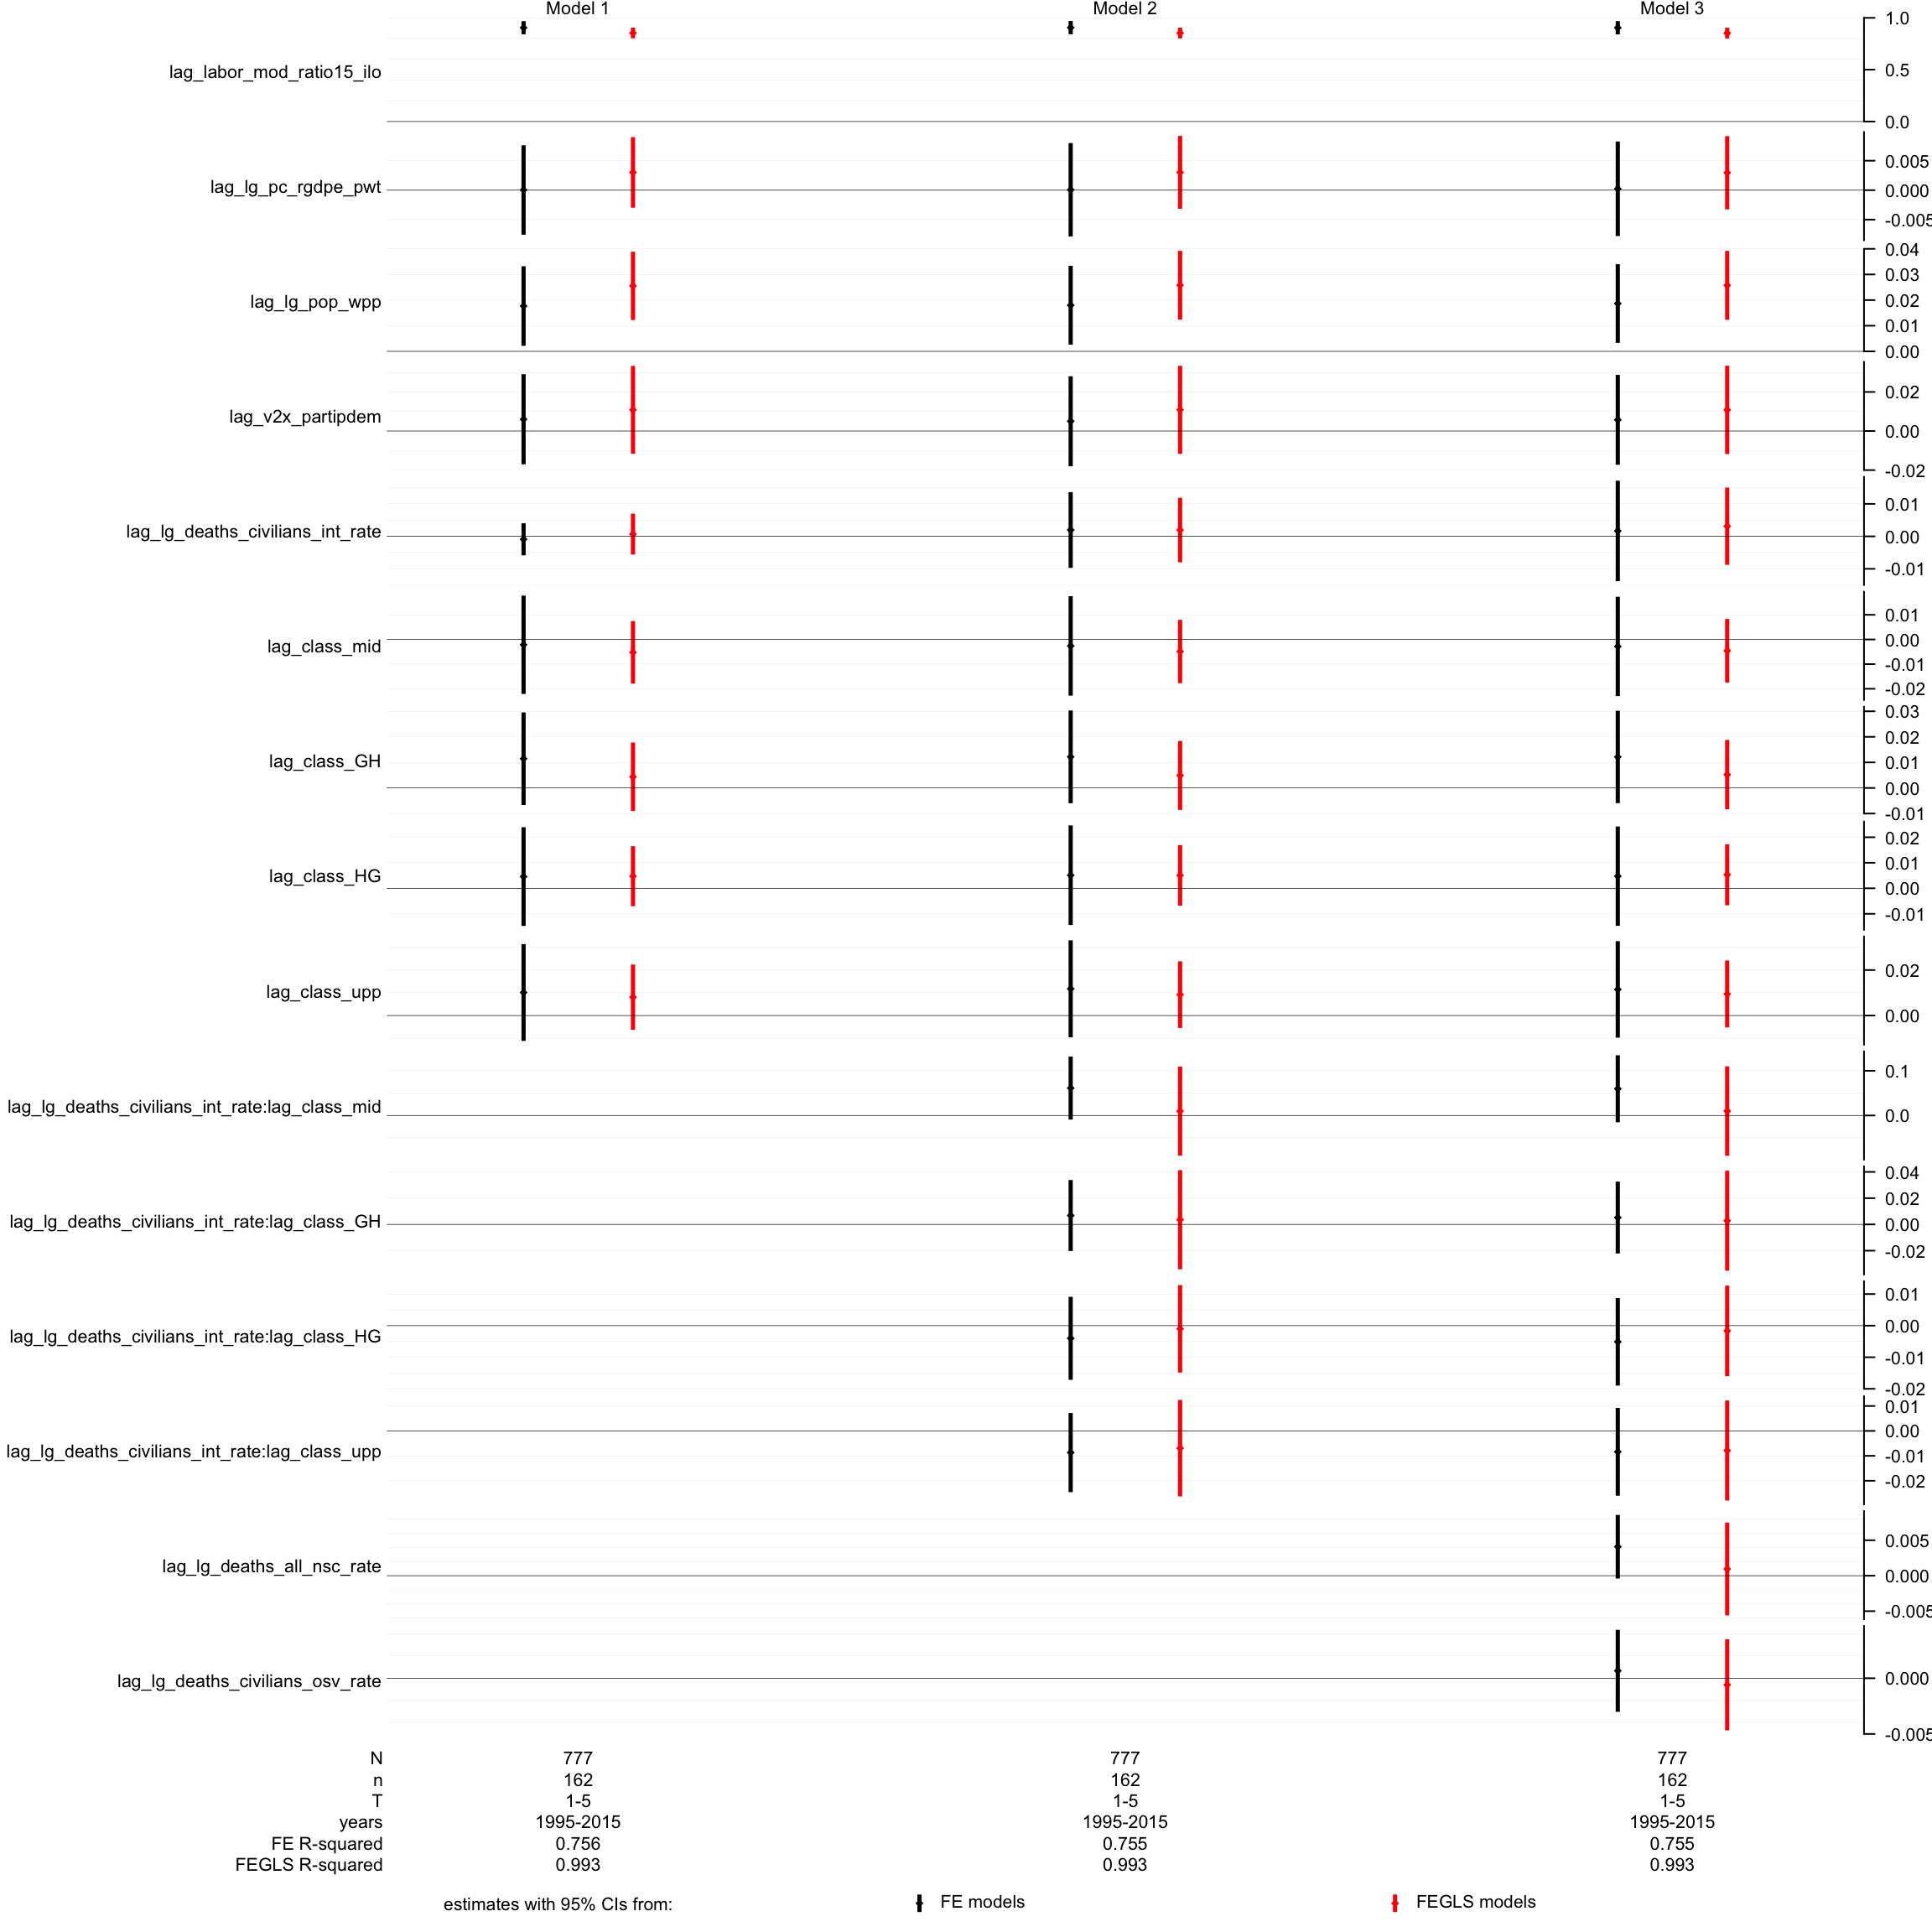 Model 1 Model 2 Model 3
lag_labor_mod_ratio15_ilo
1.0
0.5
0.0
lag_lg_pc_rgdpe_pwt
0.005
0.000
-0.005
lag_lg_pop_wpp
0.04
0.03
0.02
0.01
0.00
lag_v2x_partipdem
0.02
0.00
-0.02
lag_lg_deaths_civilians_int_rate
0.01
0.00
-0.01
lag_class_mid
0.01
0.00
-0.01
-0.02
lag_class_GH
0.03
0.02
0.01
0.00
-0.01
lag_class_HG
0.02
0.01
0.00
-0.01
lag_class_upp
0.02
0.00
lag_lg_deaths_civilians_int_rate:lag_class_mid
0.1
0.0
lag_lg_deaths_civilians_int_rate:lag_class_GH
0.04
0.02
0.00
-0.02
lag_lg_deaths_civilians_int_rate:lag_class_HG
0.01
0.00
-0.01
-0.02
lag_lg_deaths_civilians_int_rate:lag_class_upp
0.01
0.00
-0.01
-0.02
lag_lg_deaths_all_nsc_rate
0.005
0.000
-0.005
lag_lg_deaths_civilians_osv_rate
0.000
-0.005
N 777 777 777
n 162 162 162
T 1-5 1-5 1-5
years 1995-2015 1995-2015 1995-2015
FE R-squared 0.756 0.755 0.755
FEGLS R-squared 0.993 0.993 0.993
estimates with 95% CIs from: FE models FEGLS models